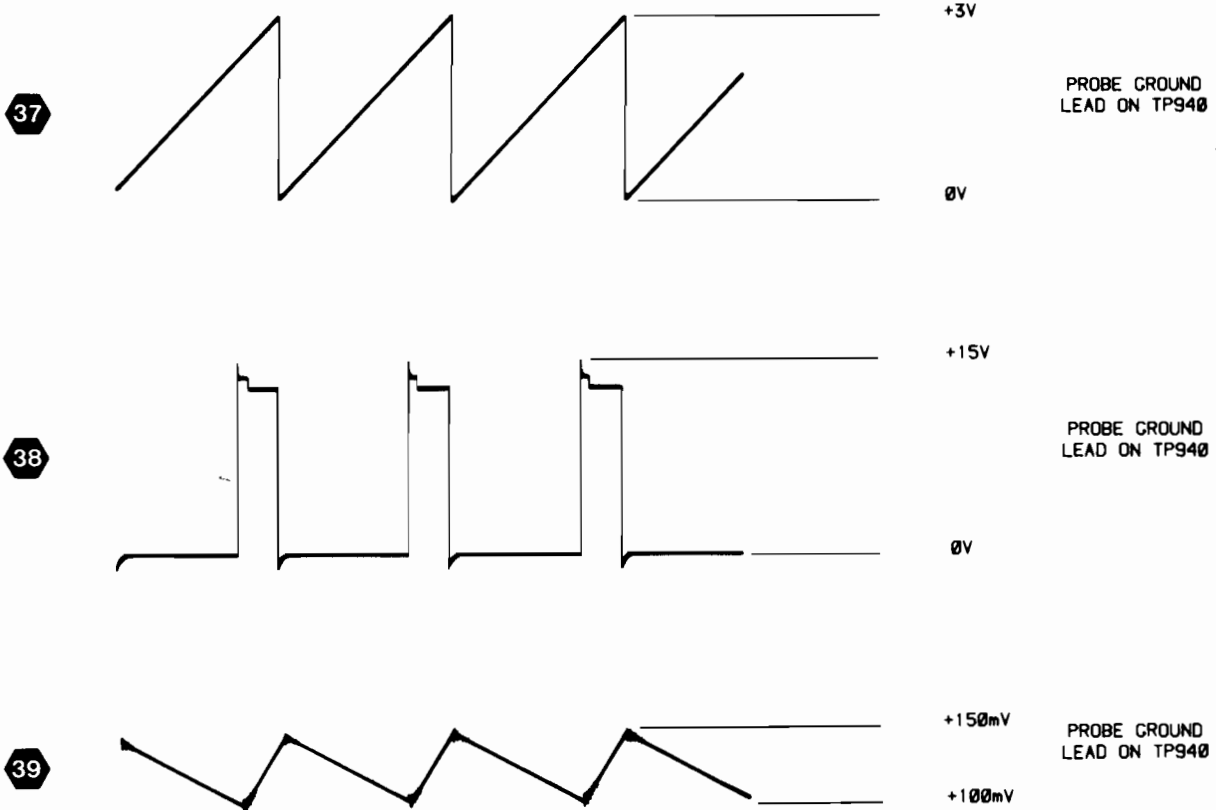 +3V
37
PROBE GROUND
LEAD ON TP940
0V
+15V
38
PROBE GROUND
LEAD ON TP940
0V
+150mV
39
PROBE GROUND
LEAD ON TP940
+100mV